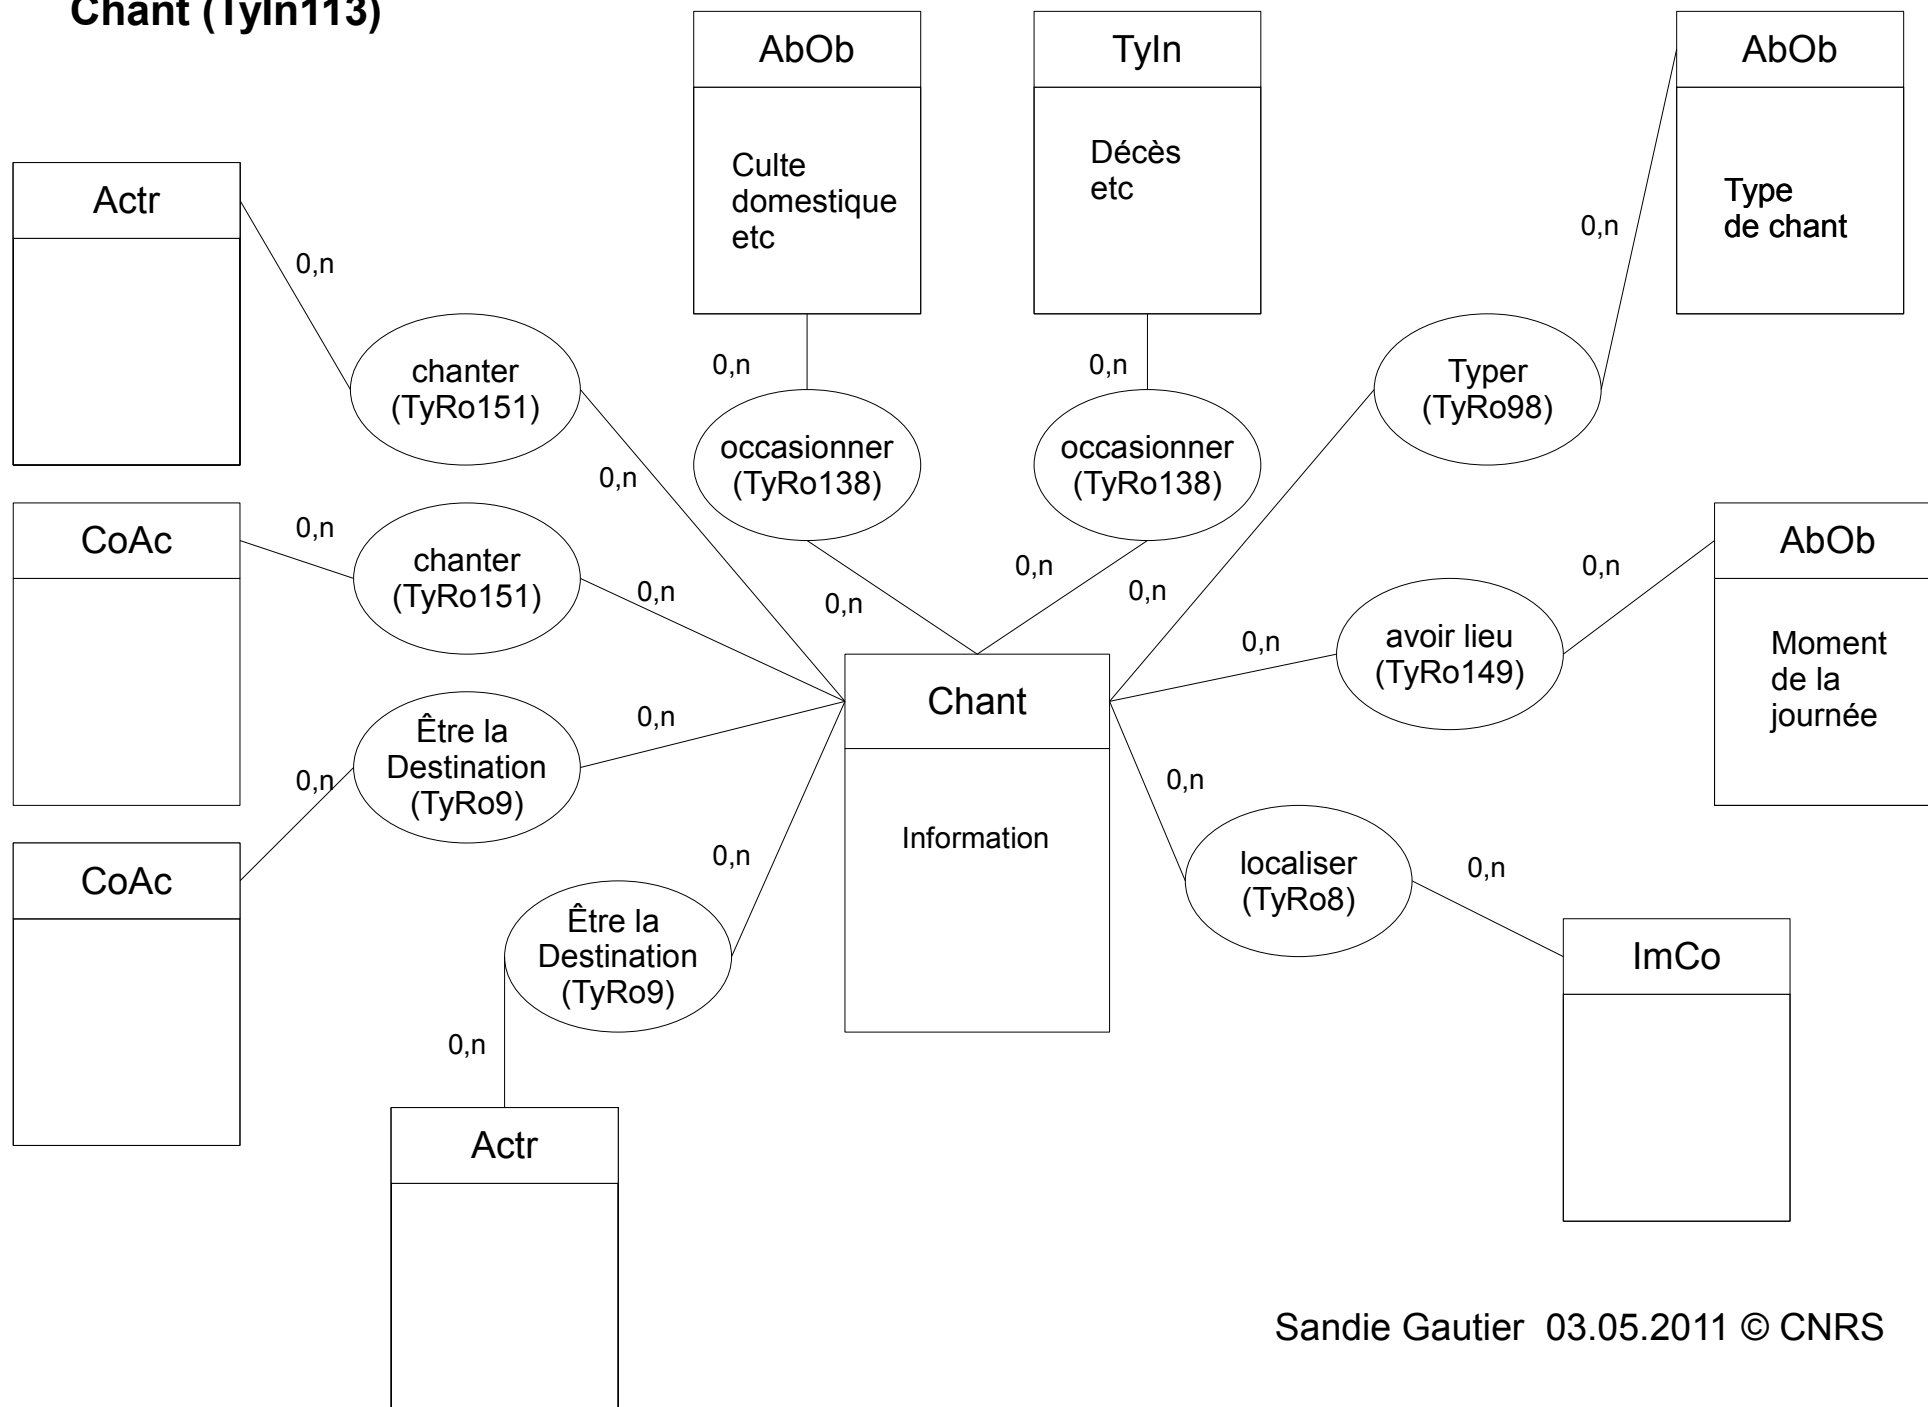 Chant (TyIn113)
AbOb
TyIn
AbOb
Culte
domestique
etc
Décès
etc
Type
de chant
Actr
0,n
0,n
chanter
(TyRo151)
0,n
0,n
Typer
(TyRo98)
occasionner
(TyRo138)
occasionner
(TyRo138)
0,n
CoAc
0,n
chanter
(TyRo151)
0,n
0,n
0,n
0,n
0,n
AbOb
0,n
avoir lieu
(TyRo149)
Moment
de la
journée
0,n
Être la
Destination
(TyRo9)
0,n
Chant
0,n
Information
0,n
CoAc
localiser
(TyRo8)
0,n
Être la
Destination
(TyRo9)
ImCo
0,n
Actr
Sandie Gautier 03.05.2011 © CNRS